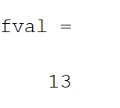 fval =
13